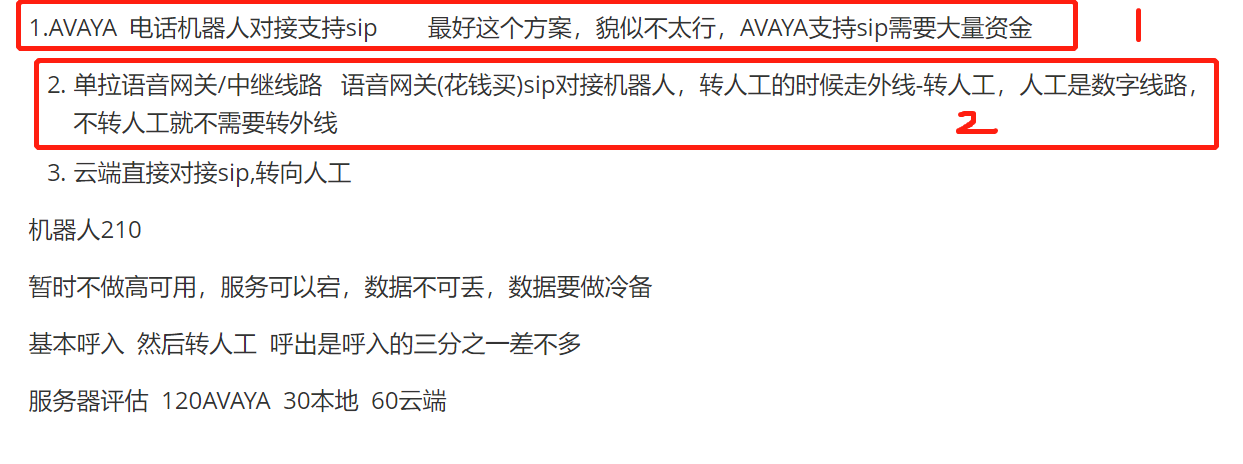 1.AVAYA 电话机器人对接支持sip 最好这个方案，貌似不太行，AVAYA支持sip需要大量资金
1
2. 单拉语音网关/中继线路 语音网关(花钱买)sip对接机器人，转人工的时候走外线-转人工，人工是数字线路，
不转人工就不需要转外线
2
3. 云端直接对接sip,转向人工
机器人210
暂时不做高可用，服务可以宕，数据不可丢，数据要做冷备
基本呼入 然后转人工 呼出是呼入的三分之一差不多
服务器评估 120AVAYA 30本地 60云端